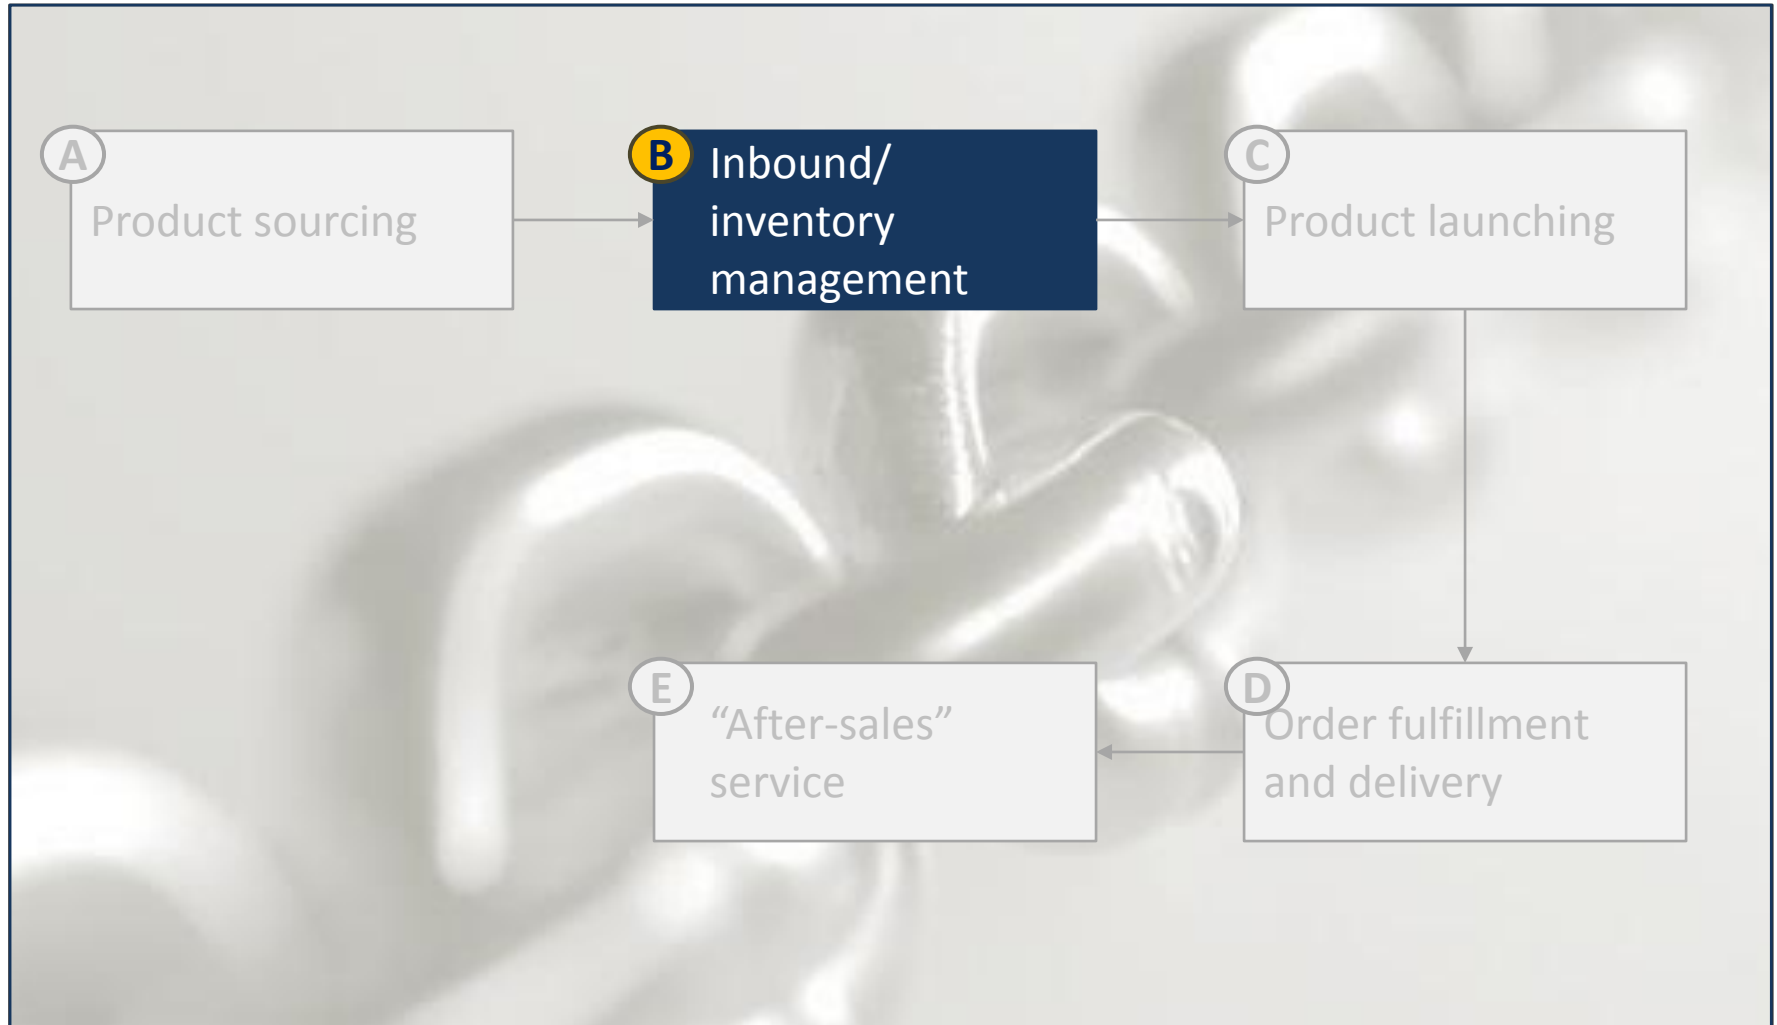 A
Product sourcing
B
Inbound/
inventory
management
C
Product launching
D
Order fulfillment
and delivery
E
“After-sales”
service